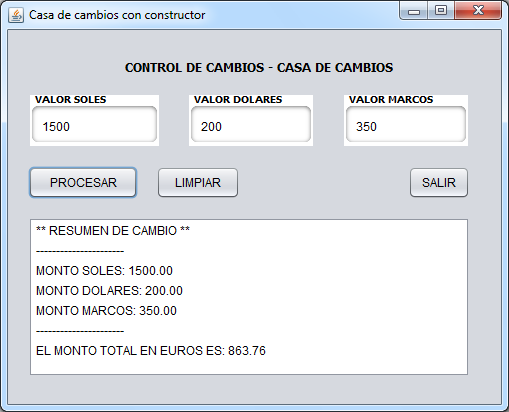 Casa de cambios con constructor
CONTROL DE CAMBIOS - CASA DE CAMBIOS
VALOR SOLES VALOR DOLARES VALOR MARCOS
1500 200 350
PROCESAR LIMPIAR SALIR
** RESUMEN DE CAMBIO **
----------------------
MONTO SOLES: 1500.00
MONTO DOLARES: 200.00
MONTO MARCOS: 350.00
----------------------
EL MONTO TOTAL EN EUROS ES: 863.76